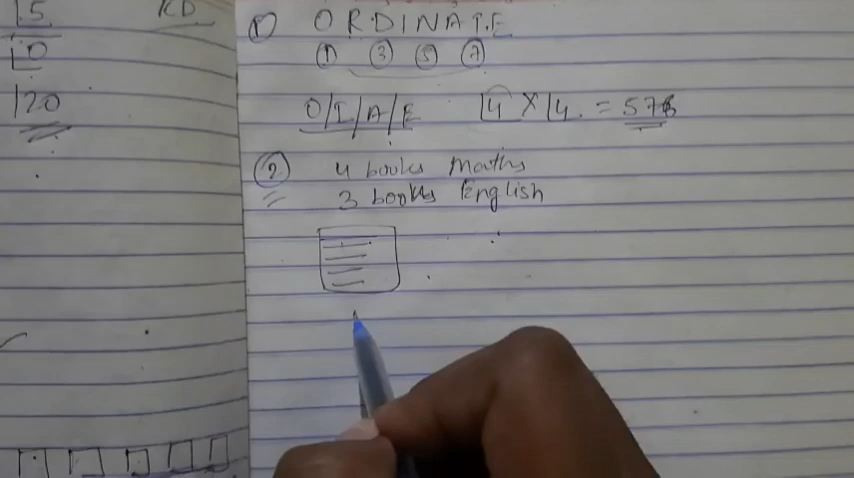 15
KD
10
120
1) ORDINATE
① ③ ⑤ ⑦
O/I/A/E 4 × 4 = 576
② 4 books Maths
3 books English